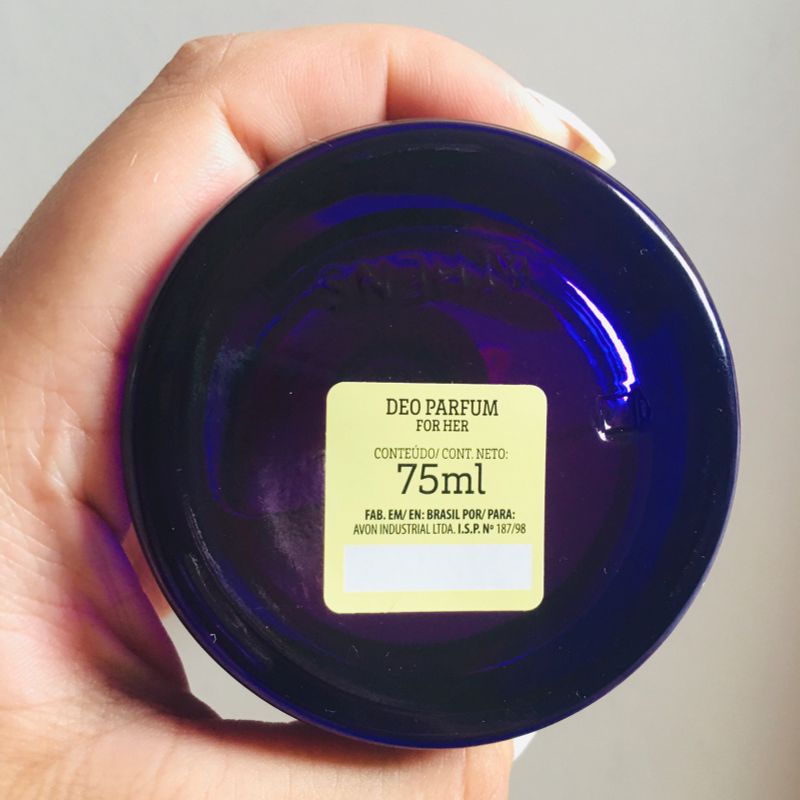 DEO PARFUM
FOR HER
CONTEÚDO/ CONT. NETO:
75ml
FAB. EM/ EN: BRASIL POR/ PARA:
AVON INDUSTRIAL LTDA. I.S.P. Nº 187/98